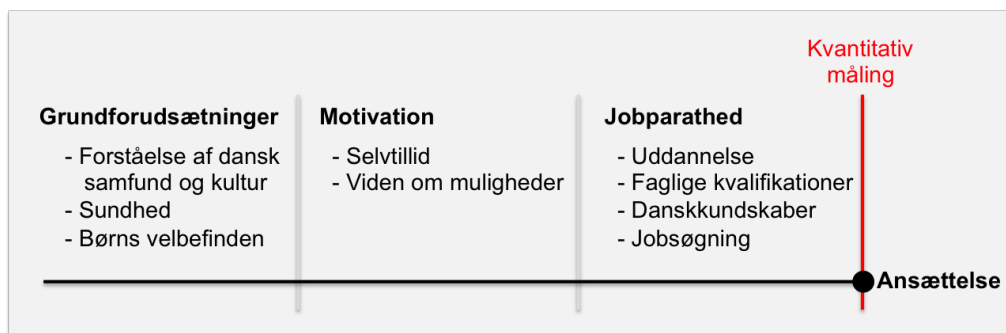 Kvantitativ
måling
Grundforudsætninger
- Forståelse af dansk
samfund og kultur
- Sundhed
- Børns velbefinden
Motivation
- Selvtillid
- Viden om muligheder
Jobparathed
- Uddannelse
- Faglige kvalifikationer
- Danskkundskaber
- Jobsøgning
Ansættelse